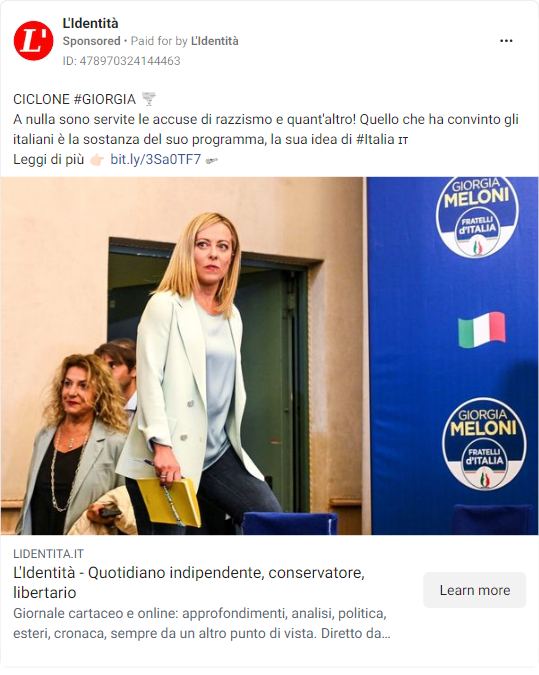 L'Identità
Sponsored • Paid for by L'Identità
ID: 478970324144463
CICLONE #GIORGIA 🌪️
A nulla sono servite le accuse di razzismo e quant'altro! Quello che ha convinto gli
italiani è la sostanza del suo programma, la sua idea di #Italia IT
Leggi di più 👉🏻 bit.ly/3Sa0TF7 🗞️
GIORGIA
MELONI
FRATELLI
d'ITALIA
GIORGIA
MELONI
FRATELLI
d'ITALIA
LIDENTITA.IT
L'Identità - Quotidiano indipendente, conservatore,
libertario
Giornale cartaceo e online: approfondimenti, analisi, politica,
esteri, cronaca, sempre da un altro punto di vista. Diretto da...
Learn more